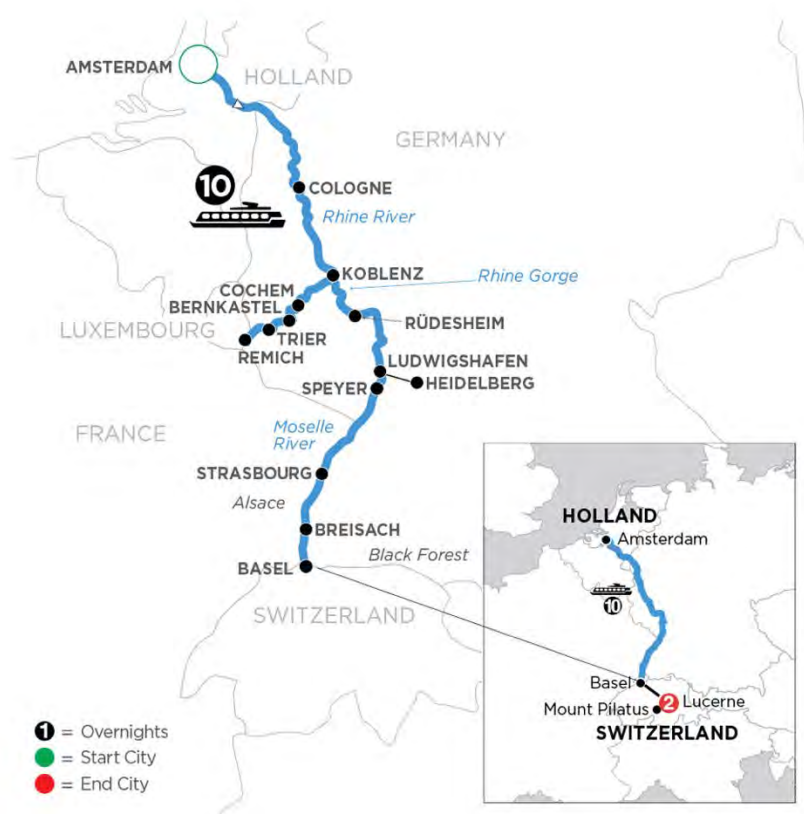 AMSTERDAM
HOLLAND
GERMANY
10
COLOGNE
Rhine River
KOBLENZ
Rhine Gorge
COCHEM
BERNKASTEL
LUXEMBOURG
TRIER
REMICH
RÜDESHEIM
LUDWIGSHAFEN
HEIDELBERG
SPEYER
FRANCE
Moselle
River
STRASBOURG
Alsace
BREISACH
Black Forest
BASEL
SWITZERLAND
HOLLAND
Amsterdam
10
Basel
2 Lucerne
Mount Pilatus
SWITZERLAND
1 = Overnights
= Start City
= End City